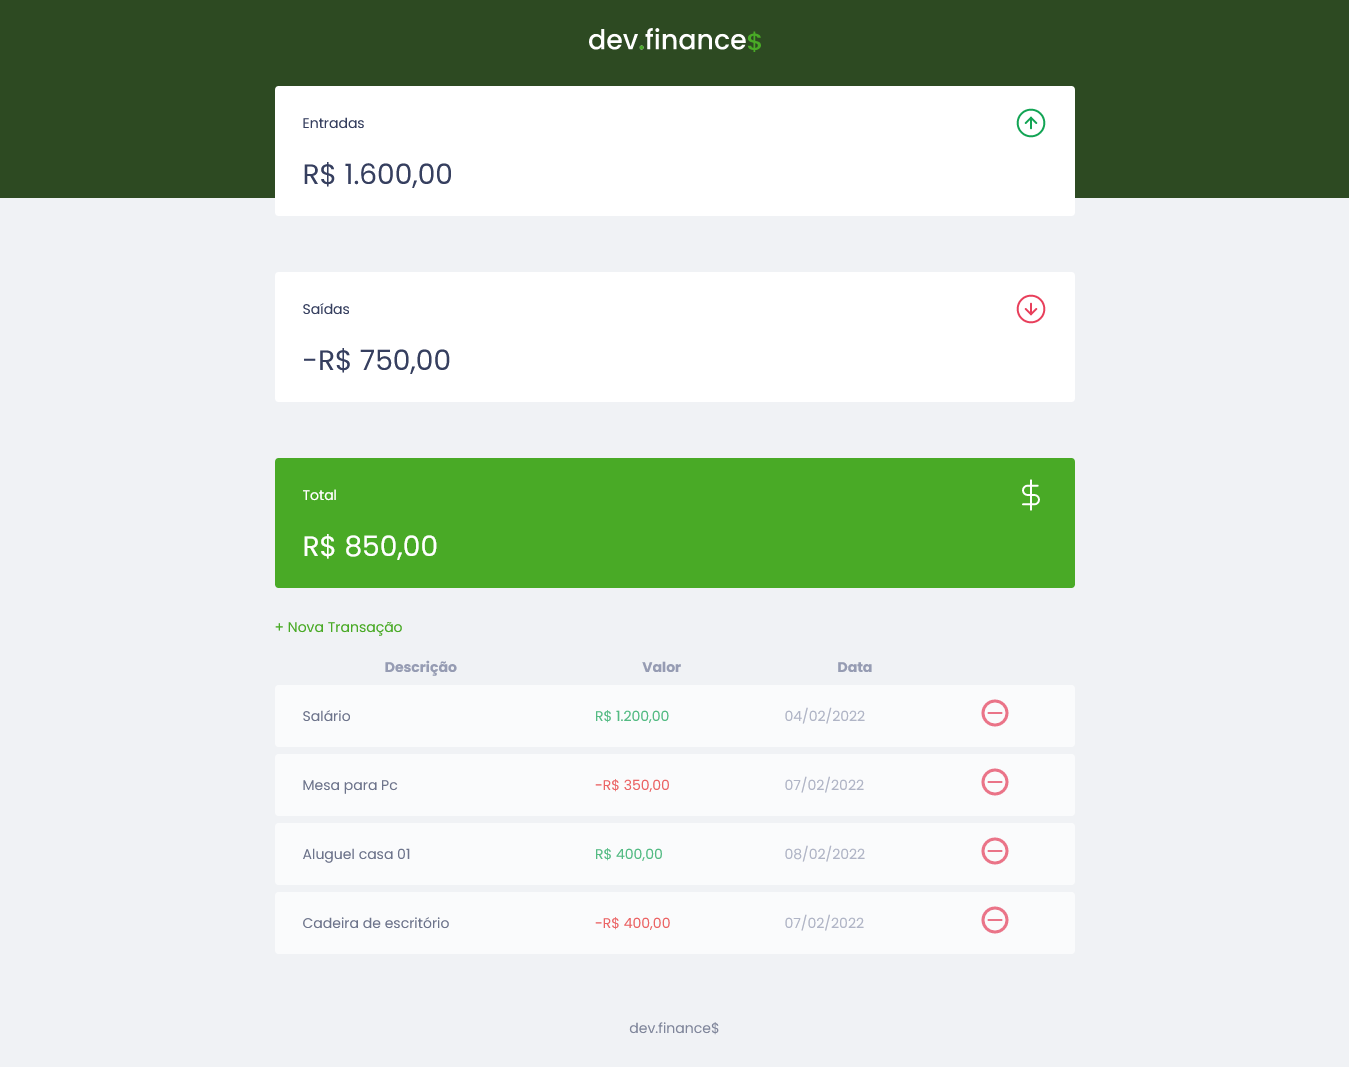 dev.finance$
Entradas
R$ 1.600,00
Saídas
-R$ 750,00
Total
$
R$ 850,00
+ Nova Transação
Descrição Valor Data
Salário R$ 1.200,00 04/02/2022
Mesa para Pc -R$ 350,00 07/02/2022
Aluguel casa 01 R$ 400,00 08/02/2022
Cadeira de escritório -R$ 400,00 07/02/2022
dev.finance$